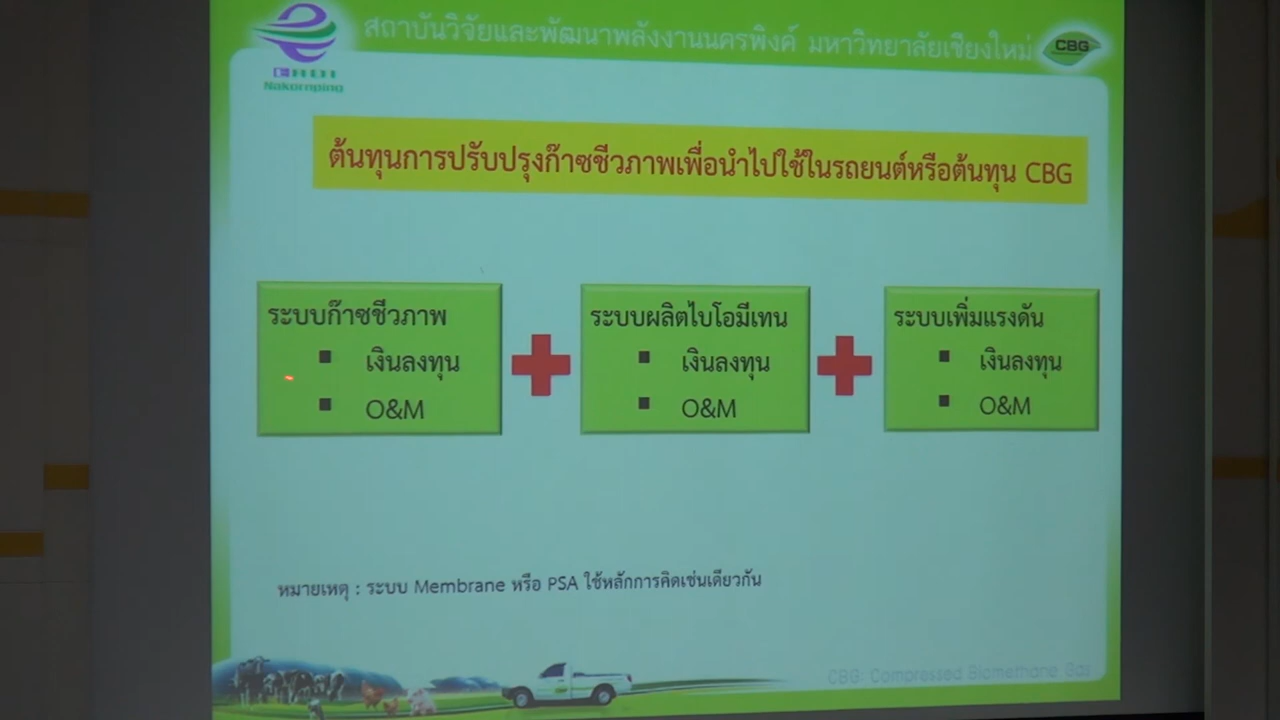 สถาบันวิจัยและพัฒนาพลังงานนครพิงค์ มหาวิทยาลัยเชียงใหม่
CBG
Nakornping
ต้นทุนการปรับปรุงก๊าซชีวภาพเพื่อนำไปใช้ในรถยนต์หรือต้นทุน CBG
ระบบก๊าซชีวภาพ
▪ เงินลงทุน
▪ O&M
ระบบผลิตไบโอมีเทน
▪ เงินลงทุน
▪ O&M
ระบบเพิ่มแรงดัน
▪ เงินลงทุน
▪ O&M
หมายเหตุ : ระบบ Membrane หรือ PSA ใช้หลักการคิดเช่นเดียวกัน
CBG: Compressed Biomethane Gas